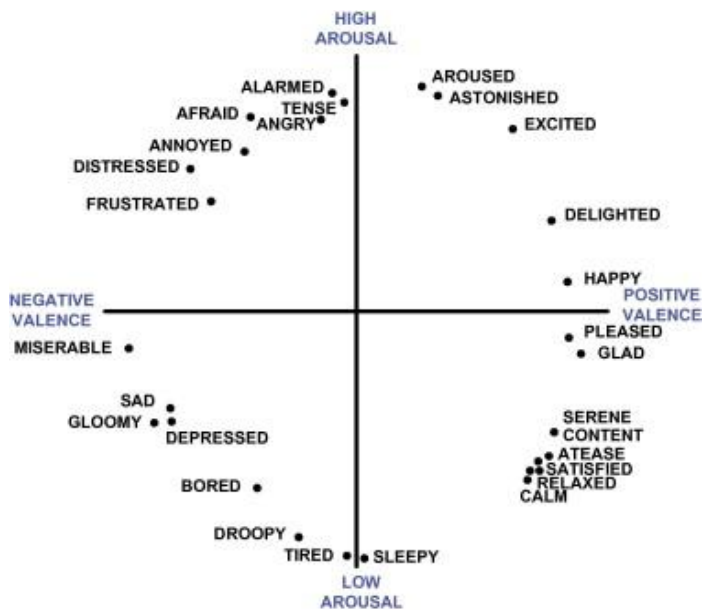 HIGH
AROUSAL
ALARMED
AROUSED
TENSE
ASTONISHED
AFRAID
ANGRY
EXCITED
ANNOYED
DISTRESSED
FRUSTRATED
DELIGHTED
HAPPY
NEGATIVE
VALENCE
POSITIVE
VALENCE
PLEASED
MISERABLE
GLAD
SAD
GLOOMY
DEPRESSED
SERENE
CONTENT
ATEASE
SATISFIED
RELAXED
CALM
BORED
DROOPY
TIRED
SLEEPY
LOW
AROUSAL